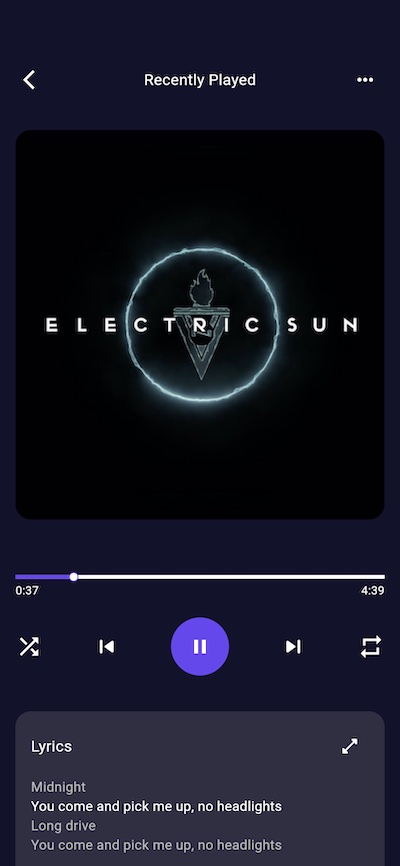 Recently Played
ELECTRIC SUN
0:37
4:39
Lyrics
Midnight
You come and pick me up, no headlights
Long drive
You come and pick me up, no headlights